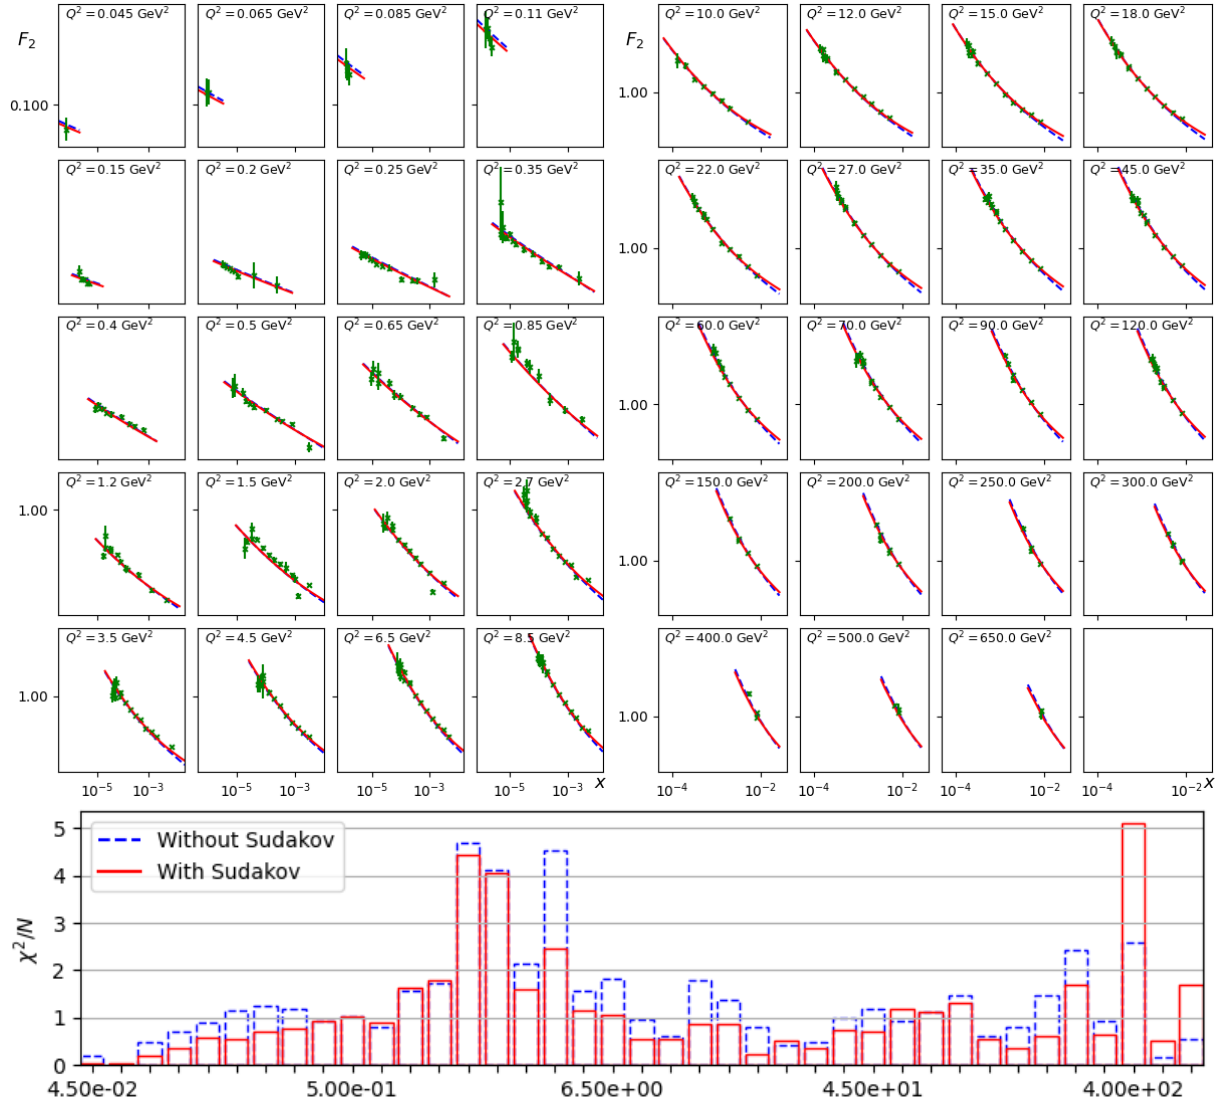 Q² = 0.045 GeV² Q² = 0.065 GeV² Q² = 0.085 GeV² Q² = 0.11 GeV² Q² = 10.0 GeV² Q² = 12.0 GeV² Q² = 15.0 GeV² Q² = 18.0 GeV²
F₂ F₂
0.100 1.00
Q² = 0.15 GeV² Q² = 0.2 GeV² Q² = 0.25 GeV² Q² = 0.35 GeV² Q² = 22.0 GeV² Q² = 27.0 GeV² Q² = 35.0 GeV² Q² = 45.0 GeV²
1.00
Q² = 0.4 GeV² Q² = 0.5 GeV² Q² = 0.65 GeV² Q² = 0.85 GeV² Q² = 60.0 GeV² Q² = 70.0 GeV² Q² = 90.0 GeV² Q² = 120.0 GeV²
1.00
Q² = 1.2 GeV² Q² = 1.5 GeV² Q² = 2.0 GeV² Q² = 2.7 GeV² Q² = 150.0 GeV² Q² = 200.0 GeV² Q² = 250.0 GeV² Q² = 300.0 GeV²
1.00 1.00
Q² = 3.5 GeV² Q² = 4.5 GeV² Q² = 6.5 GeV² Q² = 8.5 GeV² Q² = 400.0 GeV² Q² = 500.0 GeV² Q² = 650.0 GeV²
1.00 1.00
10⁻⁵ 10⁻³ 10⁻⁵ 10⁻³ 10⁻⁵ 10⁻³ 10⁻⁵ 10⁻³ x 10⁻⁴ 10⁻² 10⁻⁴ 10⁻² 10⁻⁴ 10⁻² 10⁻⁴ 10⁻² x
5
Without Sudakov
4
With Sudakov
3
χ²/N
2
1
0
4.50e-02 5.00e-01 6.50e+00 4.50e+01 4.00e+02